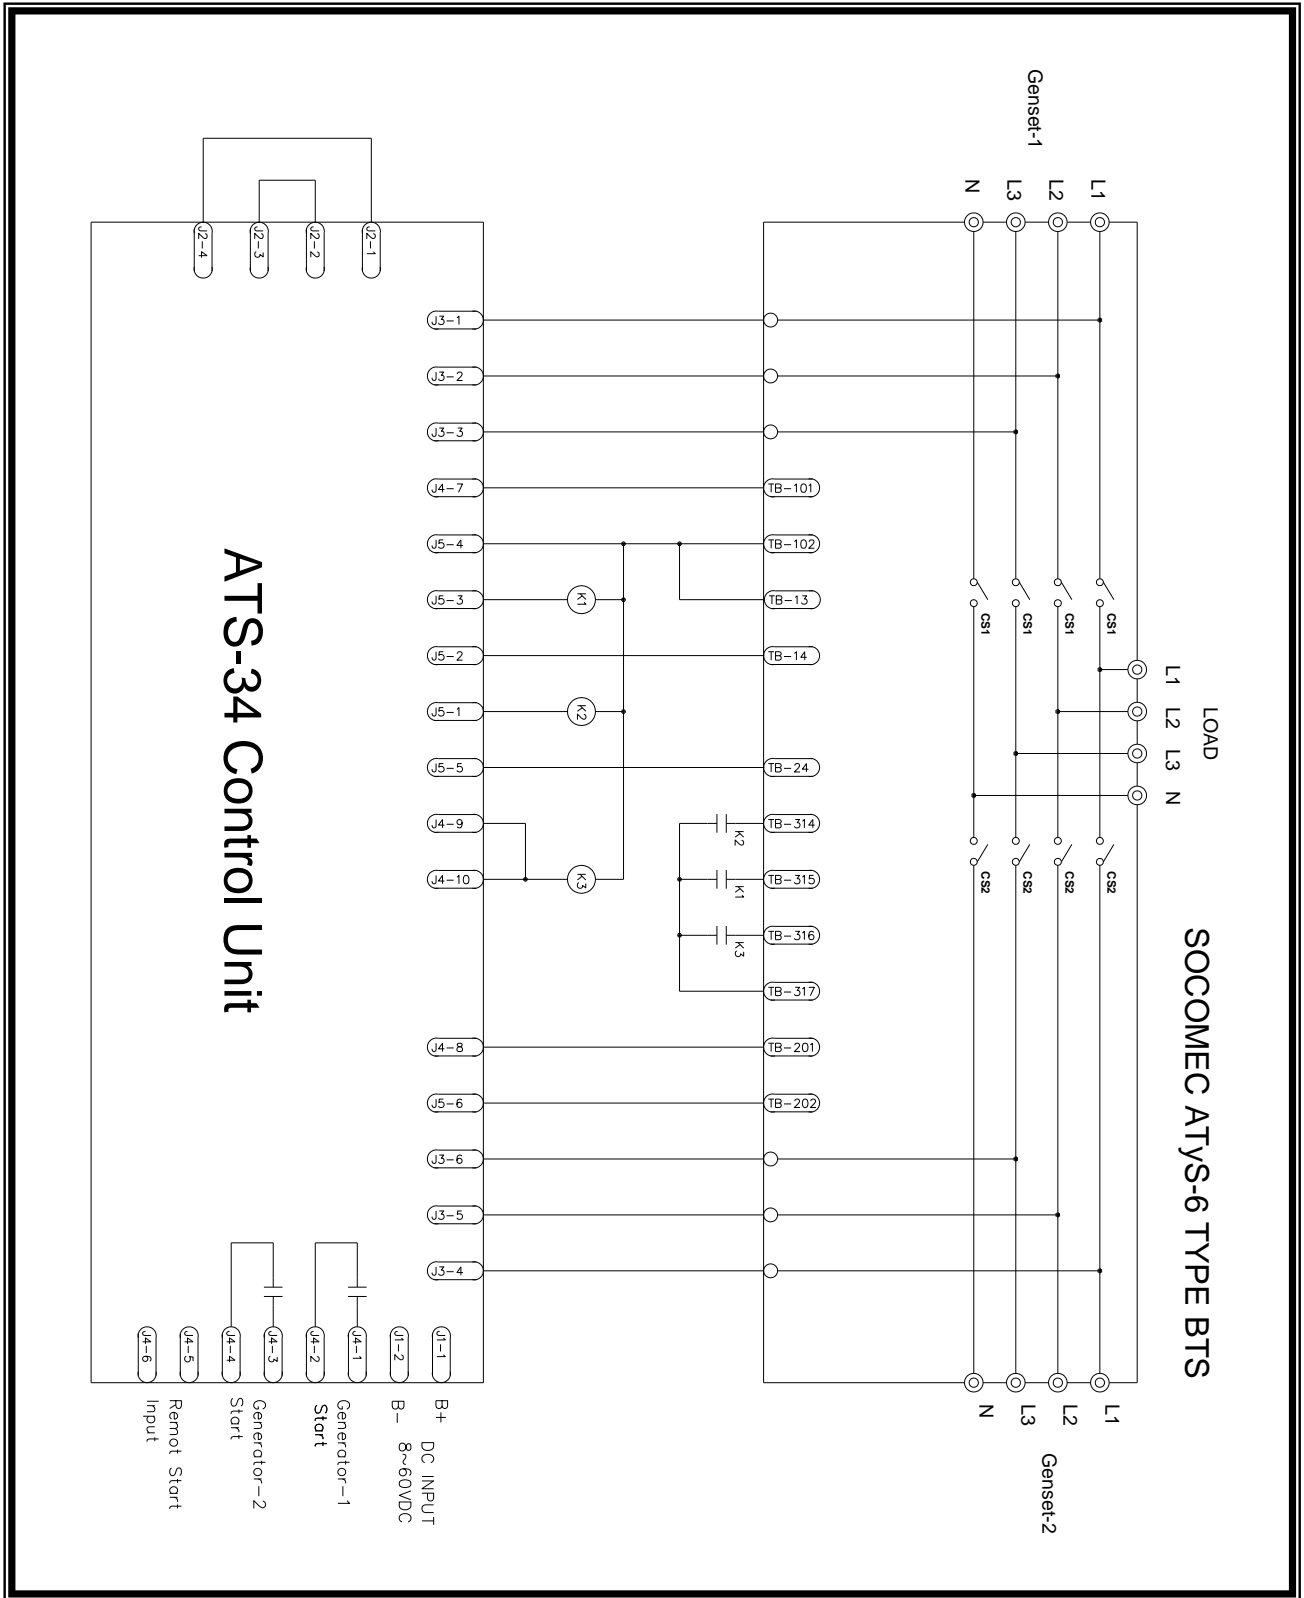 SOCOMEC ATyS-6 TYPE BTS
LOAD
L1
L2
L3
N
Genset-1
L1
L2
L3
N
CS1
CS1
CS1
CS1
CS2
CS2
CS2
CS2
L1
L2
L3
N
Genset-2
TB-101
TB-102
TB-13
TB-14
TB-24
TB-314
TB-315
TB-316
TB-317
TB-201
TB-202
K2
K1
K3
K1
K2
K3
J3-1
J3-2
J3-3
J4-7
J5-4
J5-3
J5-2
J5-1
J5-5
J4-9
J4-10
J4-8
J5-6
J3-6
J3-5
J3-4
J2-1
J2-2
J2-3
J2-4
ATS-34 Control Unit
J1-1
J1-2
J4-1
J4-2
J4-3
J4-4
J4-5
J4-6
B+ DC INPUT
B- 8~60VDC
Generator-1
Start
Generator-2
Start
Remot Start
Input